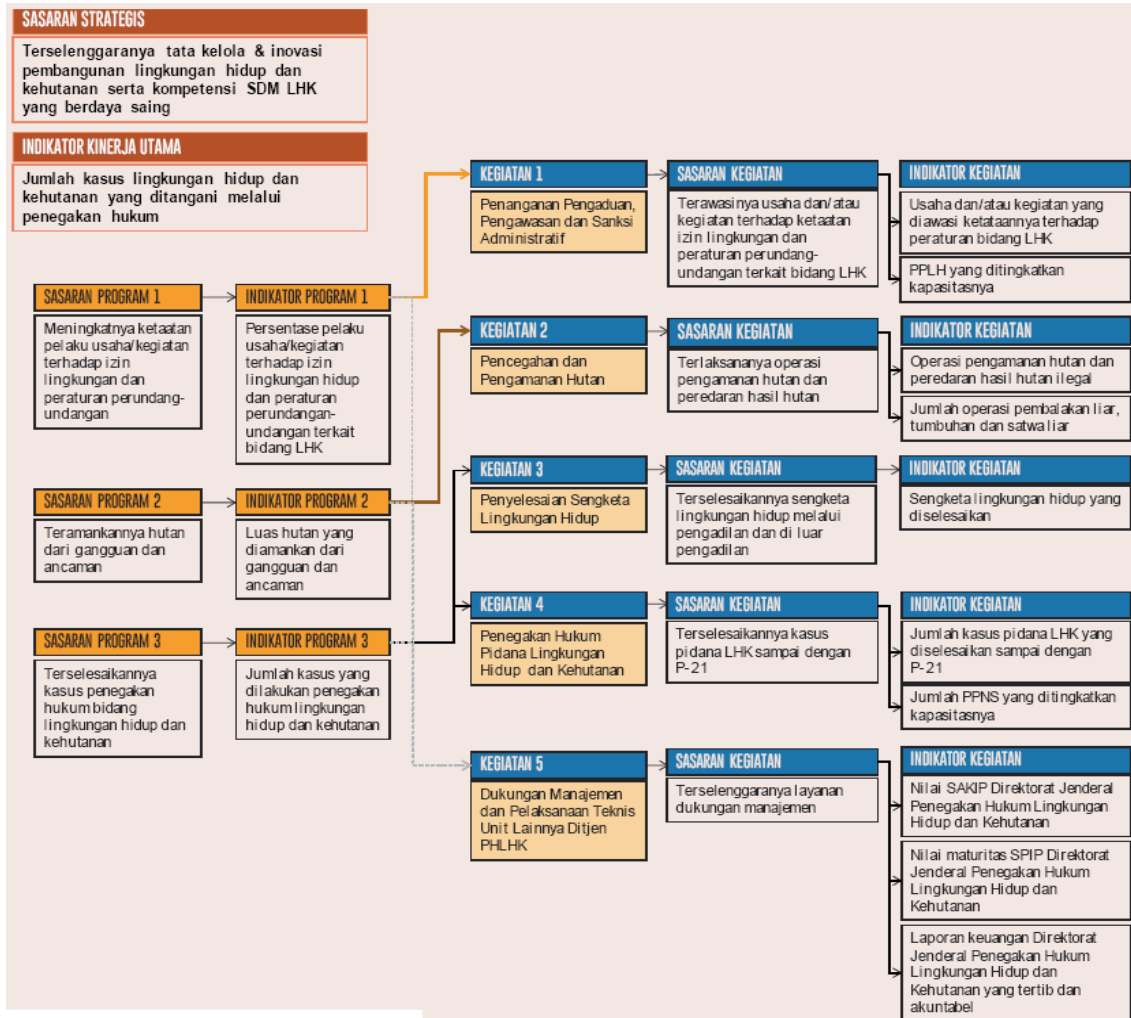 SASARAN STRATEGIS
Terselenggaranya tata kelola & inovasi
pembangunan lingkungan hidup dan
kehutanan serta kompetensi SDM LHK
yang berdaya saing
INDIKATOR KINERJA UTAMA
Jumlah kasus lingkungan hidup dan
kehutanan yang ditangani melalui
penegakan hukum
SASARAN PROGRAM 1
Meningkatnya ketaatan
pelaku usaha/kegiatan
terhadap izin
lingkungan dan
peraturan perundang-
undangan
INDIKATOR PROGRAM 1
Persentase pelaku
usaha/kegiatan
terhadap izin
lingkungan hidup
dan peraturan
perundangan-
undangan terkait
bidang LHK
SASARAN PROGRAM 2
Teramankannya hutan
dari gangguan dan
ancaman
INDIKATOR PROGRAM 2
Luas hutan yang
diamankan dari
gangguan dan
ancaman
SASARAN PROGRAM 3
Terselesaikannya
kasus penegakan
hukum bidang
lingkungan hidup dan
kehutanan
INDIKATOR PROGRAM 3
Jumlah kasus yang
dilakukan penegakan
hukum lingkungan
hidup dan kehutanan
KEGIATAN 1
Penanganan Pengaduan,
Pengawasan dan Sanksi
Administratif
SASARAN KEGIATAN
Terawasinya usaha dan/atau
kegiatan terhadap ketaatan
izin lingkungan dan
peraturan perundang-
undangan terkait bidang LHK
INDIKATOR KEGIATAN
Usaha dan/atau kegiatan yang
diawasi ketataannya terhadap
peraturan bidang LHK
PPLH yang ditingkatkan
kapasitasnya
KEGIATAN 2
Pencegahan dan
Pengamanan Hutan
SASARAN KEGIATAN
Terlaksananya operasi
pengamanan hutan dan
peredaran hasil hutan
INDIKATOR KEGIATAN
Operasi pengamanan hutan dan
peredaran hasil hutan ilegal
Jumlah operasi pembalakan liar,
tumbuhan dan satwa liar
KEGIATAN 3
Penyelesaian Sengketa
Lingkungan Hidup
SASARAN KEGIATAN
Terselesaikannya sengketa
lingkungan hidup melalui
pengadilan dan di luar
pengadilan
INDIKATOR KEGIATAN
Sengketa lingkungan hidup yang
diselesaikan
KEGIATAN 4
Penegakan Hukum
Pidana Lingkungan
Hidup dan Kehutanan
SASARAN KEGIATAN
Terselesaikannya kasus
pidana LHK sampai dengan
P-21
INDIKATOR KEGIATAN
Jumlah kasus pidana LHK yang
diselesaikan sampai dengan
P-21
Jumlah PPNS yang ditingkatkan
kapasitasnya
KEGIATAN 5
Dukungan Manajemen
dan Pelaksanaan Teknis
Unit Lainnya Ditjen
PHLHK
SASARAN KEGIATAN
Terselenggaranya layanan
dukungan manajemen
INDIKATOR KEGIATAN
Nilai SAKIP Direktorat Jenderal
Penegakan Hukum Lingkungan
Hidup dan Kehutanan
Nilai maturitas SPIP Direktorat
Jenderal Penegakan Hukum
Lingkungan Hidup dan
Kehutanan
Laporan keuangan Direktorat
Jenderal Penegakan Hukum
Lingkungan Hidup dan
Kehutanan yang tertib dan
akuntabel